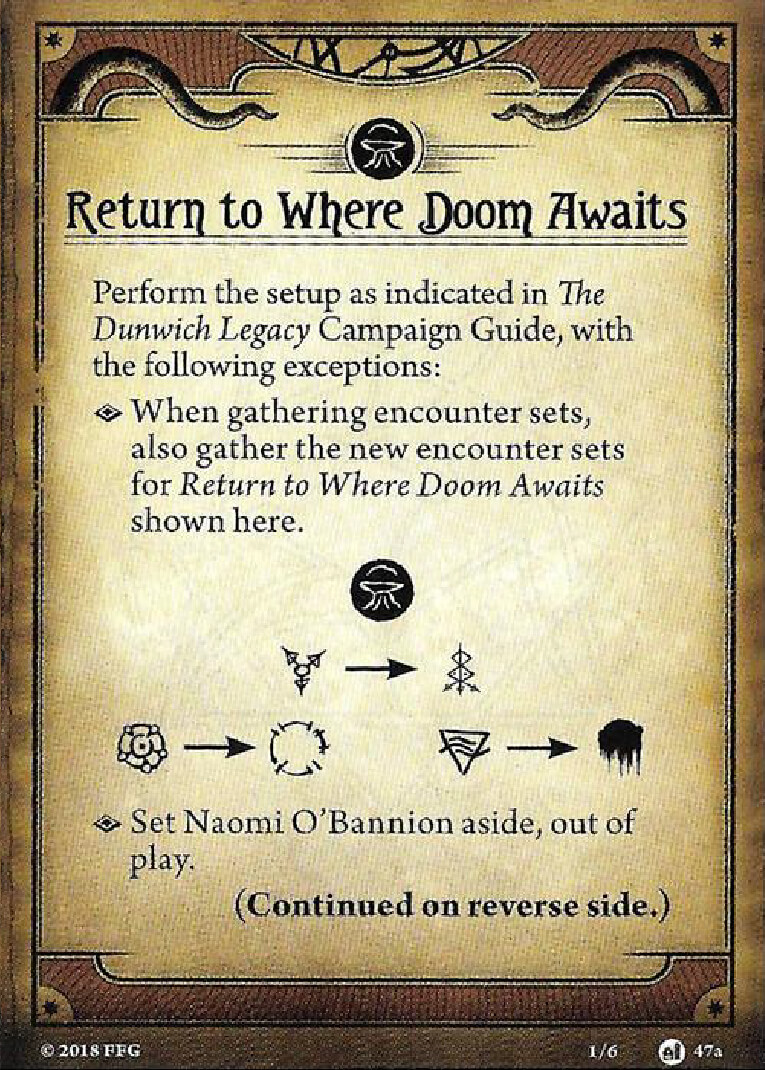 Return to Where Doom Awaits
Perform the setup as indicated in The
Dunwich Legacy Campaign Guide, with
the following exceptions:
When gathering encounter sets,
also gather the new encounter sets
for Return to Where Doom Awaits
shown here.
Set Naomi O’Bannion aside, out of
play.
(Continued on reverse side.)
© 2018 FFG
1/6
47a